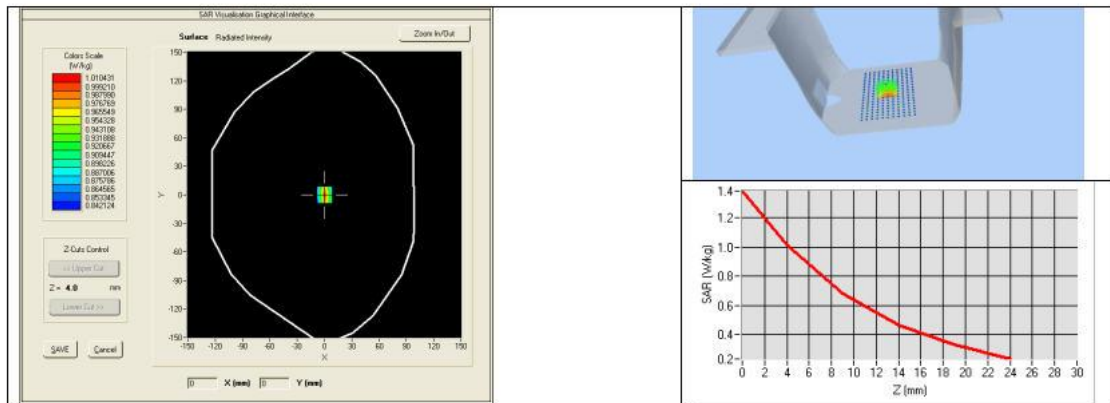 SAR Visualisation Graphical Interface
Surface Radiated Intensity
Zoom In/Out
Colors Scale
(W/kg)
1.010431
0.999210
0.987990
0.976769
0.965549
0.954328
0.943108
0.931888
0.920667
0.909447
0.898226
0.887006
0.875786
0.864565
0.853345
0.842124
150
120
90
60
30
0
-30
-60
-90
-120
-150
Y
-150 -120 -90 -60 -30 0 30 60 90 120 150
X
Z Cuts Control
<< Upper Cut
Z = 4.0 mm
Lower Cut >>
SAVE Cancel
0 X (mm) 0 Y (mm)
1.4
1.2
1.0
0.8
0.6
0.4
0.2
SAR (W/kg)
0 2 4 6 8 10 12 14 16 18 20 22 24 26 28 30
Z (mm)